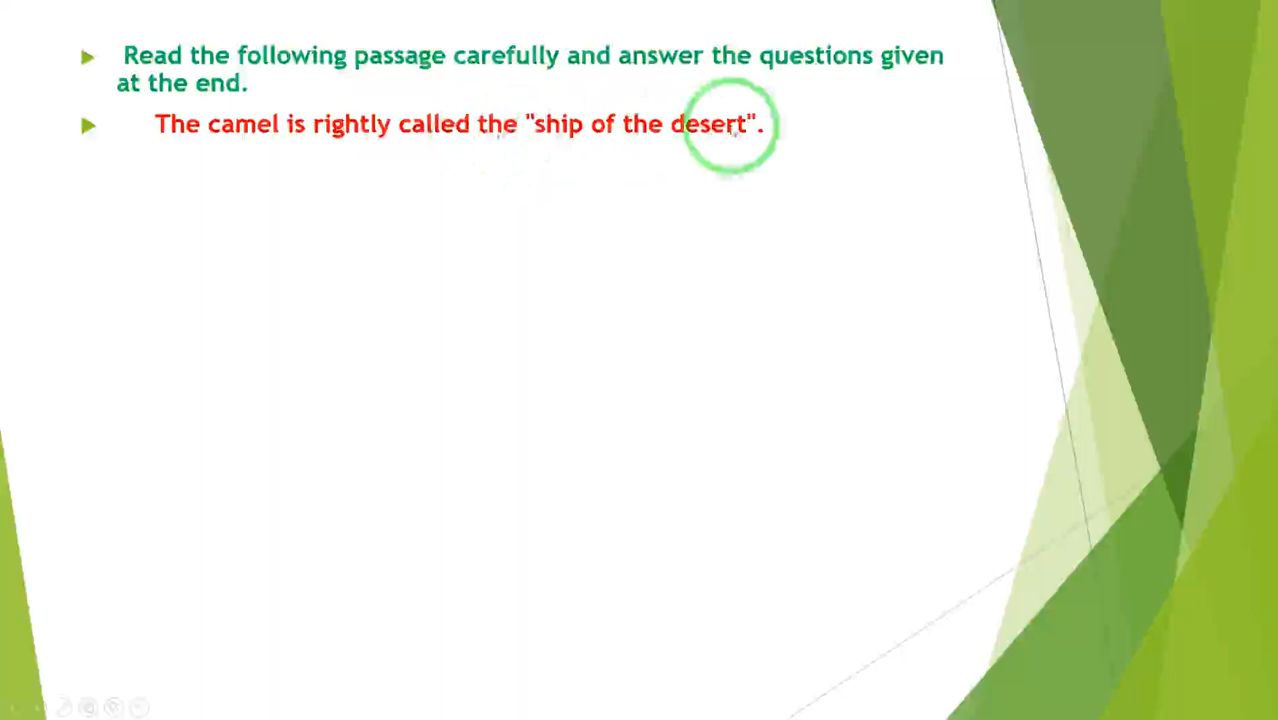 Read the following passage carefully and answer the questions given
at the end.
The camel is rightly called the "ship of the desert".